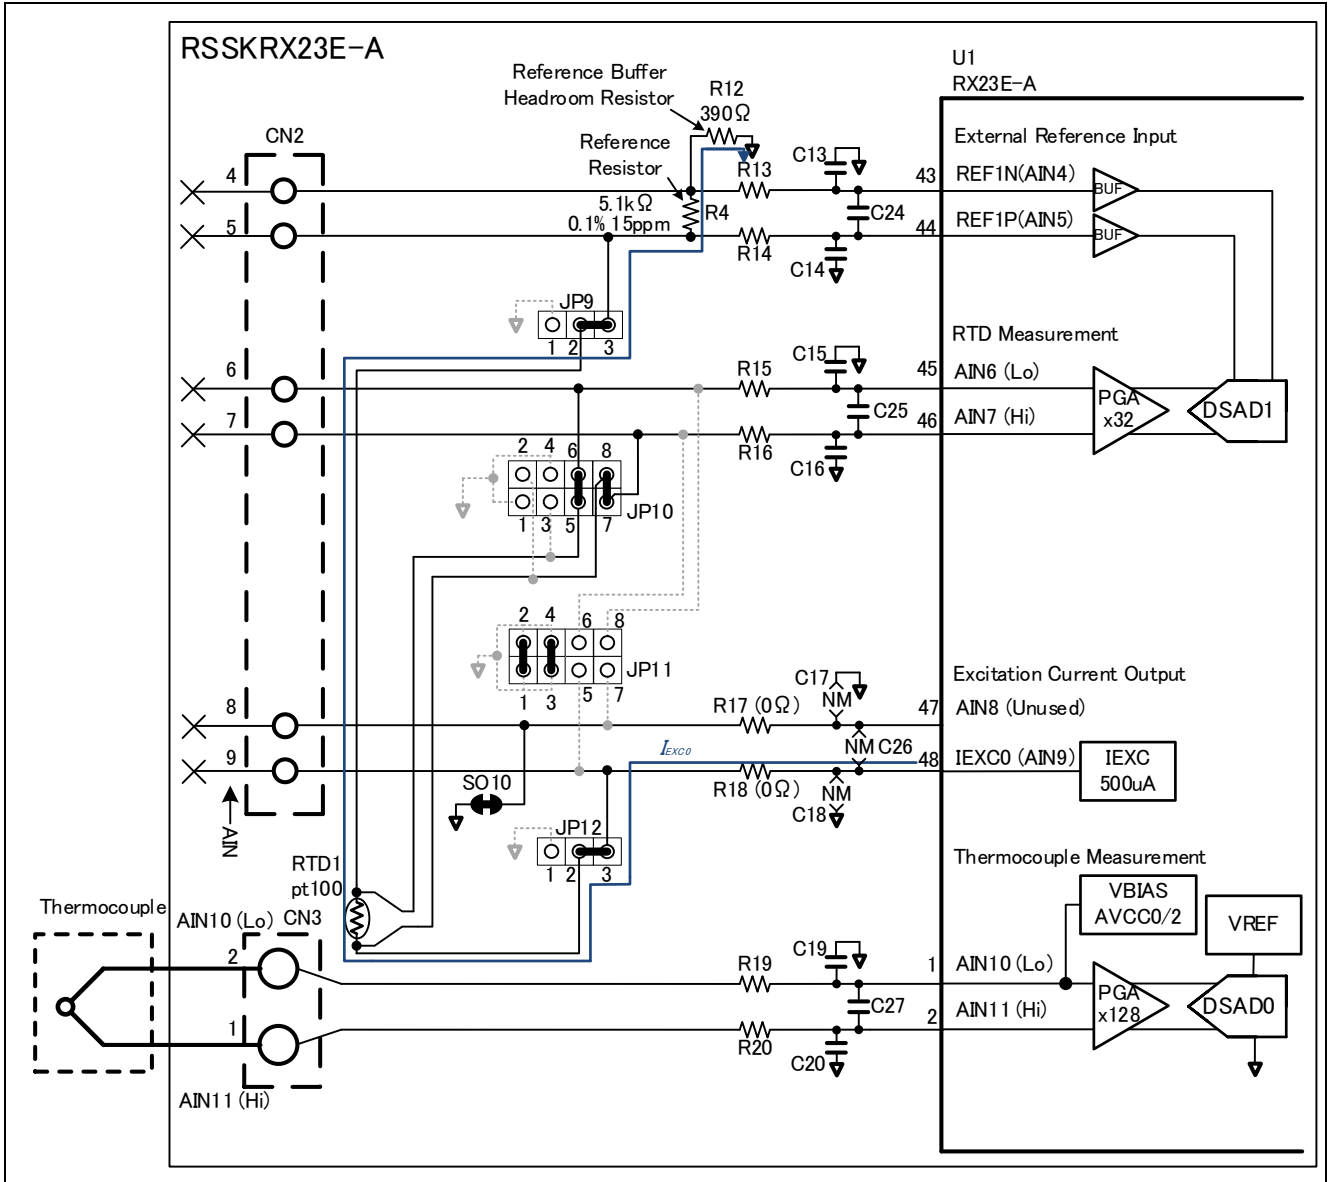 RSSKRX23E-A
U1
RX23E-A
Reference Buffer
Headroom Resistor
R12
390Ω
Reference
Resistor
5.1kΩ
0.1% 15ppm
R4
CN2
4
5
R13
R14
C13
C24
C14
43
44
External Reference Input
REF1N(AIN4)
REF1P(AIN5)
BUF
BUF
JP9
1 2 3
RTD Measurement
6
7
R15
R16
C15
C25
C16
45
46
AIN6 (Lo)
AIN7 (Hi)
PGA
x32
DSAD1
2 4 6 8
1 3 5 7
JP10
2 4 6 8
1 3 5 7
JP11
Excitation Current Output
8
9
R17 (0Ω)
R18 (0Ω)
IEXC0
C17
NM
NM C26
NM
C18
47
48
AIN8 (Unused)
IEXC0 (AIN9)
IEXC
500uA
SO10
AIN
JP12
1 2 3
RTD1
pt100
Thermocouple Measurement
VBIAS
AVCC0/2
VREF
Thermocouple
AIN10 (Lo)
CN3
2
1
AIN11 (Hi)
R19
R20
C19
C27
C20
1
2
AIN10 (Lo)
AIN11 (Hi)
PGA
x128
DSAD0